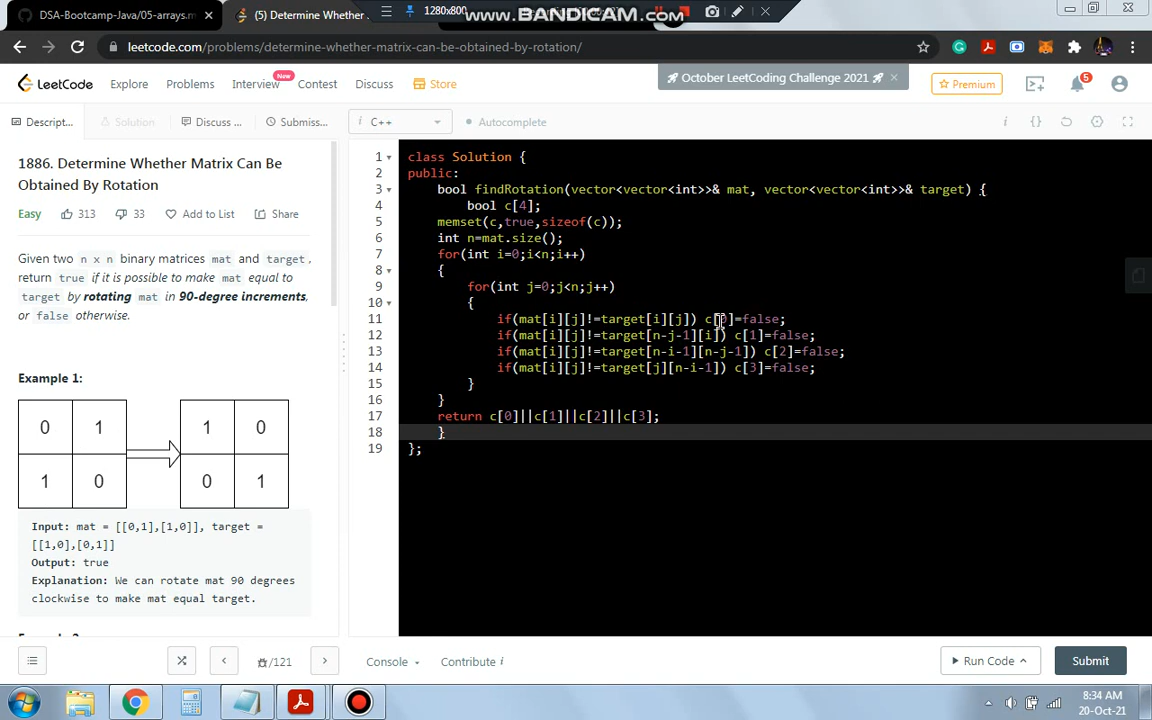 DSA-Bootcamp-Java/05-arrays.m
(5) Determine Whether
1280x800
www.BANDICAM.com
leetcode.com/problems/determine-whether-matrix-can-be-obtained-by-rotation/
LeetCode
Explore
Problems
Interview
New
Contest
Discuss
Store
October LeetCoding Challenge 2021
Premium
5
Descript...
Solution
Discuss ...
Submiss...
i C++
Autocomplete
i
{}
1886. Determine Whether Matrix Can Be
Obtained By Rotation
Easy
313
33
Add to List
Share
Given two n x n binary matrices mat and target,
return true if it is possible to make mat equal to
target by rotating mat in 90-degree increments,
or false otherwise.
Example 1:
0 1 1 0
1 0 0 1
Input: mat = [[0,1],[1,0]], target =
[[1,0],[0,1]]
Output: true
Explanation: We can rotate mat 90 degrees
clockwise to make mat equal target.
1 class Solution {
2 public:
3 bool findRotation(vector<vector<int>>& mat, vector<vector<int>>& target) {
4 bool c[4];
5 memset(c,true,sizeof(c));
6 int n=mat.size();
7 for(int i=0;i<n;i++)
8 {
9 for(int j=0;j<n;j++)
10 {
11 if(mat[i][j]!=target[i][j]) c[0]=false;
12 if(mat[i][j]!=target[n-j-1][i]) c[1]=false;
13 if(mat[i][j]!=target[n-i-1][n-j-1]) c[2]=false;
14 if(mat[i][j]!=target[j][n-i-1]) c[3]=false;
15 }
16 }
17 return c[0]||c[1]||c[2]||c[3];
18 }
19 };
/121
Console
Contribute i
Run Code
Submit
8:34 AM
20-Oct-21